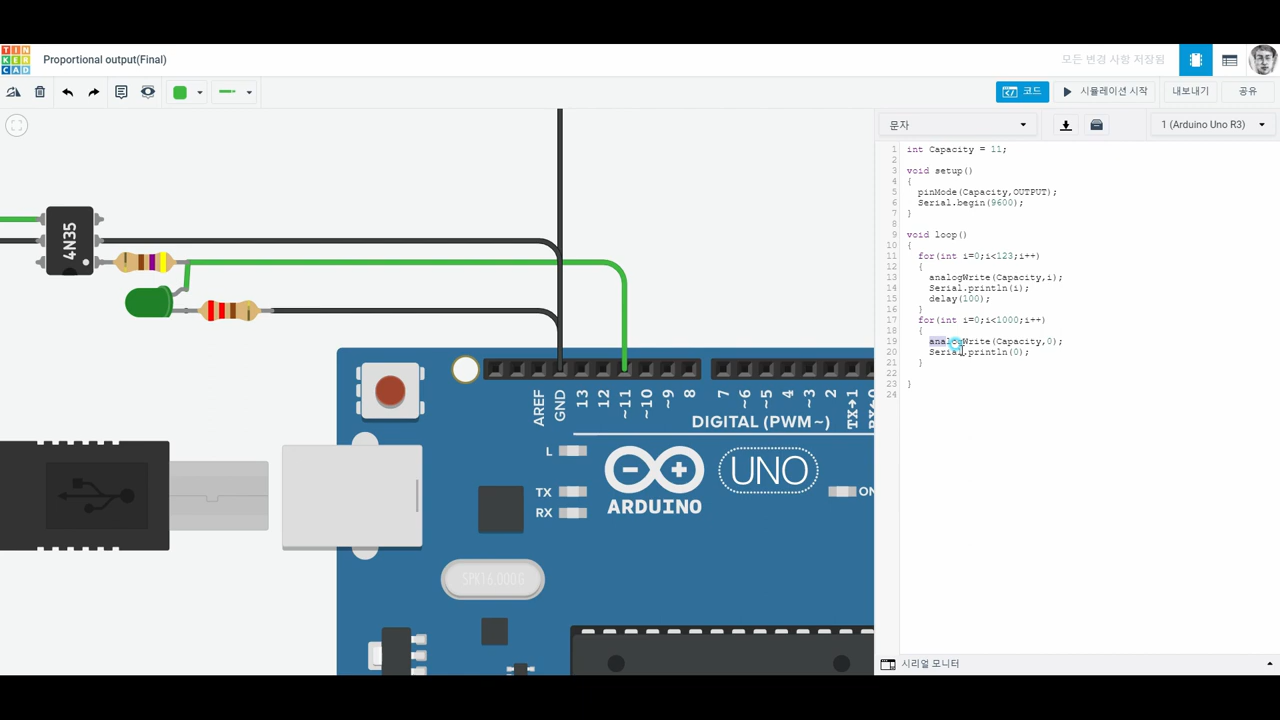 TIN
KER
CAD
Proportional output(Final)
모든 변경 사항 저장됨
코드
시뮬레이션 시작
내보내기
공유
문자
1 (Arduino Uno R3)
1 int Capacity = 11;
2
3 void setup()
4 {
5 pinMode(Capacity,OUTPUT);
6 Serial.begin(9600);
7 }
8
9 void loop()
10 {
11 for(int i=0;i<123;i++)
12 {
13 analogWrite(Capacity,i);
14 Serial.println(i);
15 delay(100);
16 }
17 for(int i=0;i<1000;i++)
18 {
19 analogWrite(Capacity,0);
20 Serial.println(0);
21 }
22
23 }
24
4N35
AREF
GND
13
12
~11
~10
~9
8
7
~6
~5
4
~3
2
TX→1
DIGITAL (PWM~)
L
TX
RX
UNO
ARDUINO
ON
SPK16.000G
시리얼 모니터